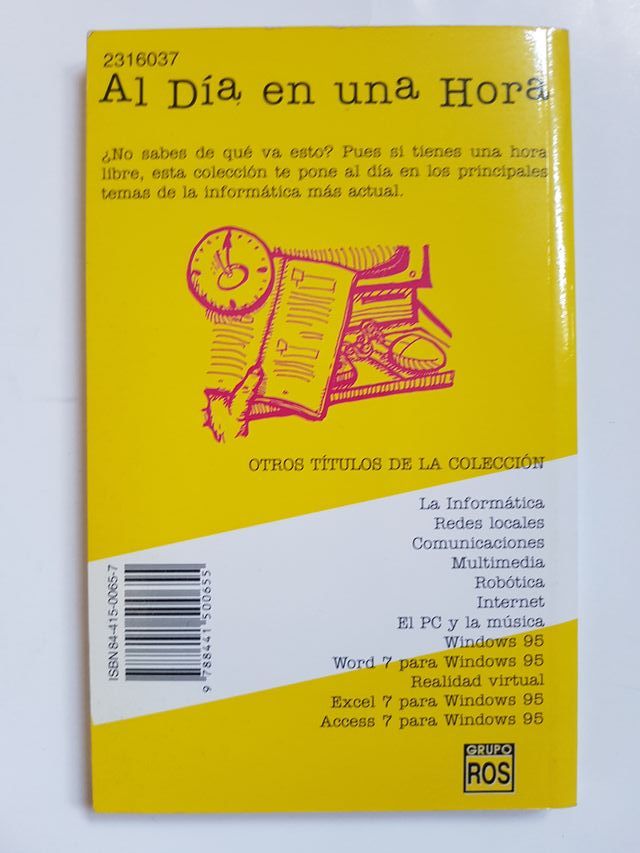 2316037
Al Día en una Hora
¿No sabes de qué va esto? Pues si tienes una hora
libre, esta colección te pone al día en los principales
temas de la informática más actual.
OTROS TÍTULOS DE LA COLECCIÓN
La Informática
Redes locales
Comunicaciones
Multimedia
Robótica
Internet
El PC y la música
Windows 95
Word 7 para Windows 95
Realidad virtual
Excel 7 para Windows 95
Access 7 para Windows 95
ISBN 84-415-0065-7
9 788441 500655
GRUPO
ROS